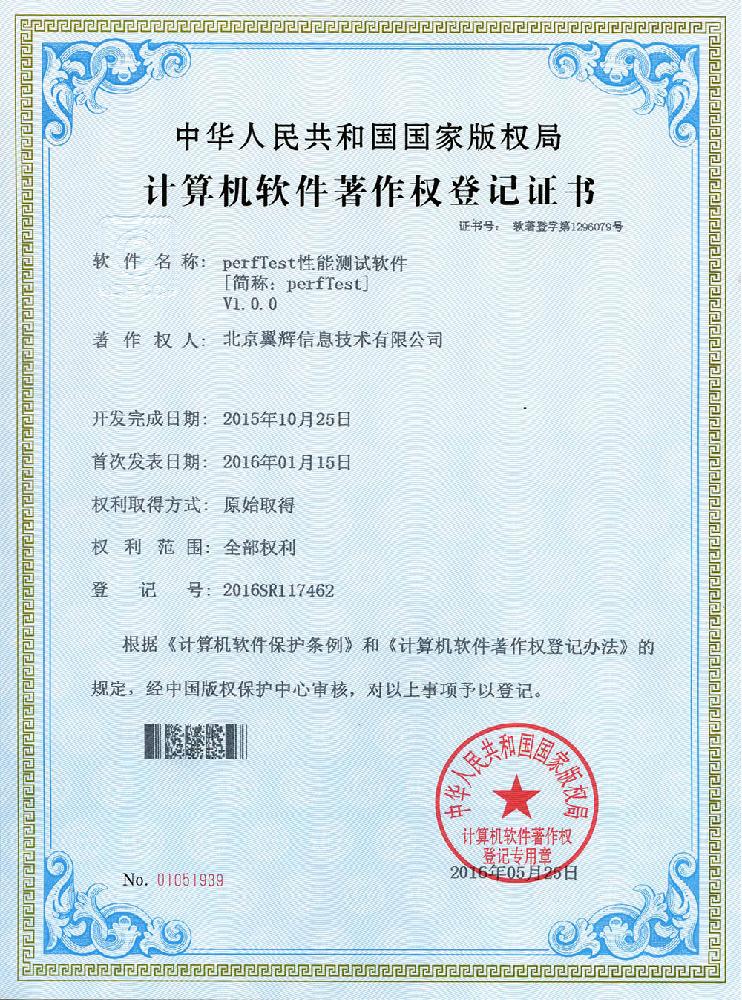 中华人民共和国国家版权局
计算机软件著作权登记证书
证书号： 软著登字第1296079号
软件名称： perfTest性能测试软件
[简称：perfTest]
V1.0.0
著作权人： 北京翼辉信息技术有限公司
开发完成日期： 2015年10月25日
首次发表日期： 2016年01月15日
权利取得方式： 原始取得
权利范围： 全部权利
登记号： 2016SR117462
根据《计算机软件保护条例》和《计算机软件著作权登记办法》的
规定，经中国版权保护中心审核，对以上事项予以登记。
中华人民共和国国家版权局
计算机软件著作权
登记专用章
2016年05月25日
No. 01051939